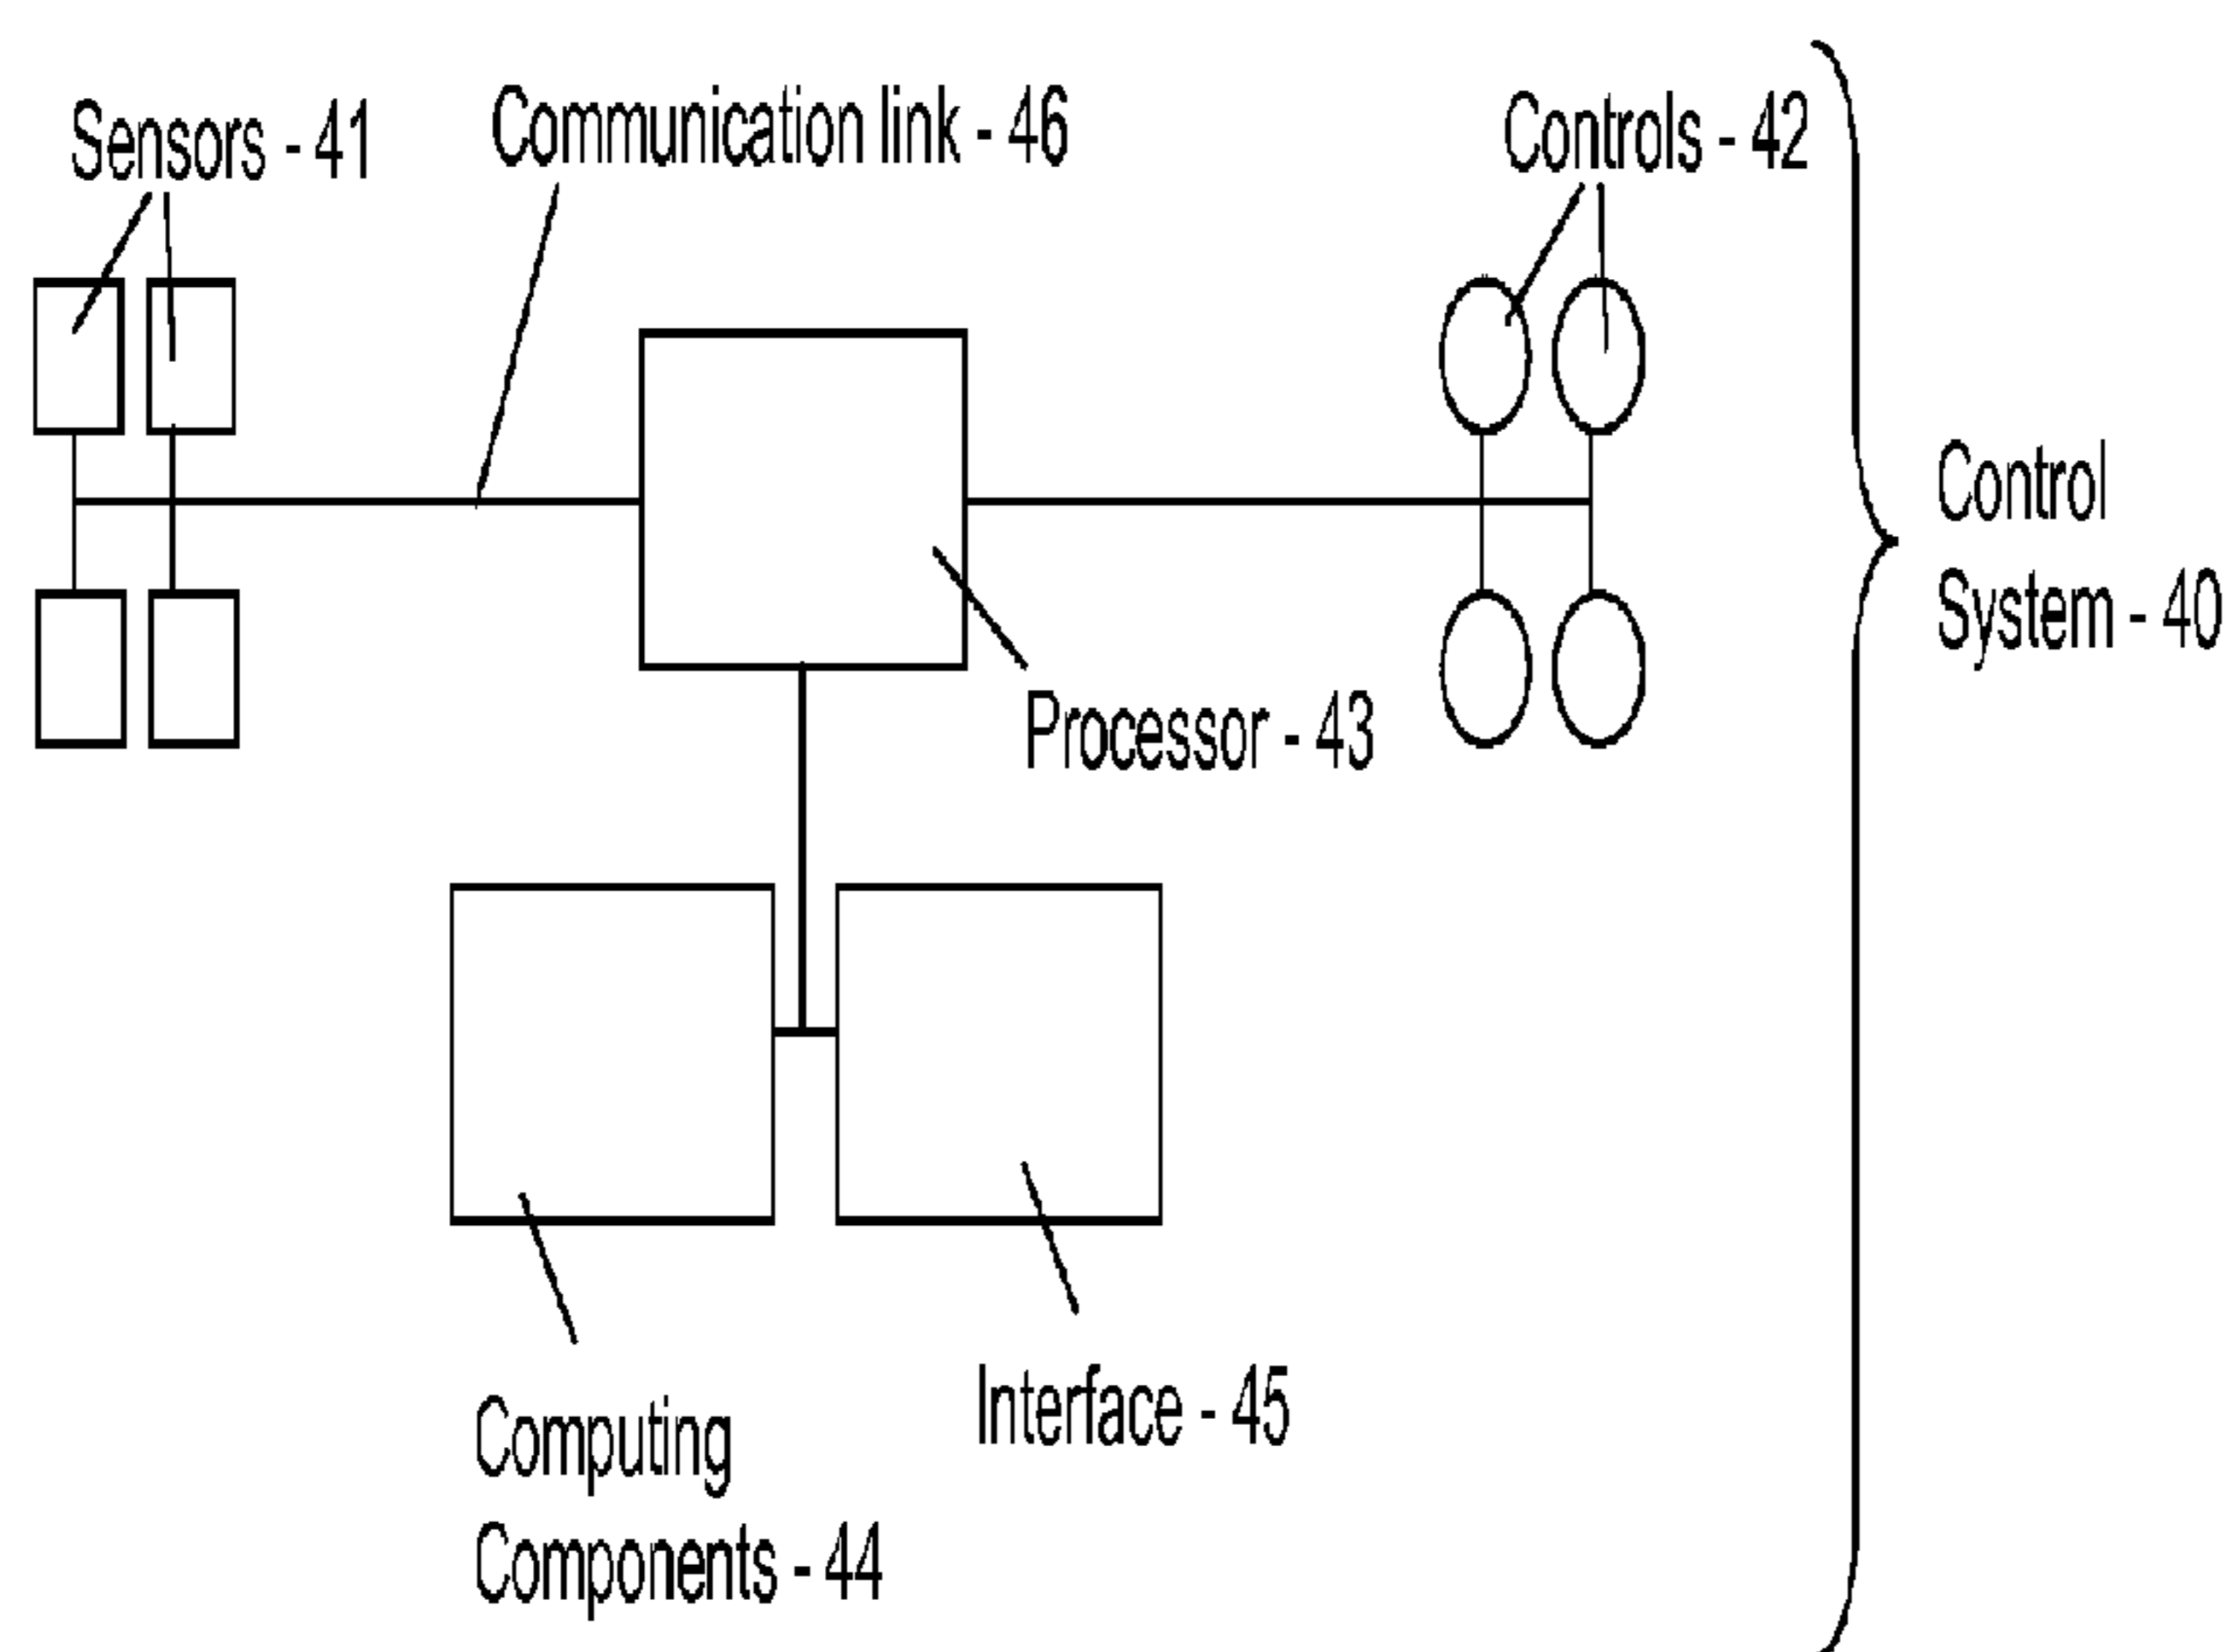 Sensors - 41
Communication link - 46
Controls - 42
Control
System - 40
Processor - 43
Computing
Components - 44
Interface - 45